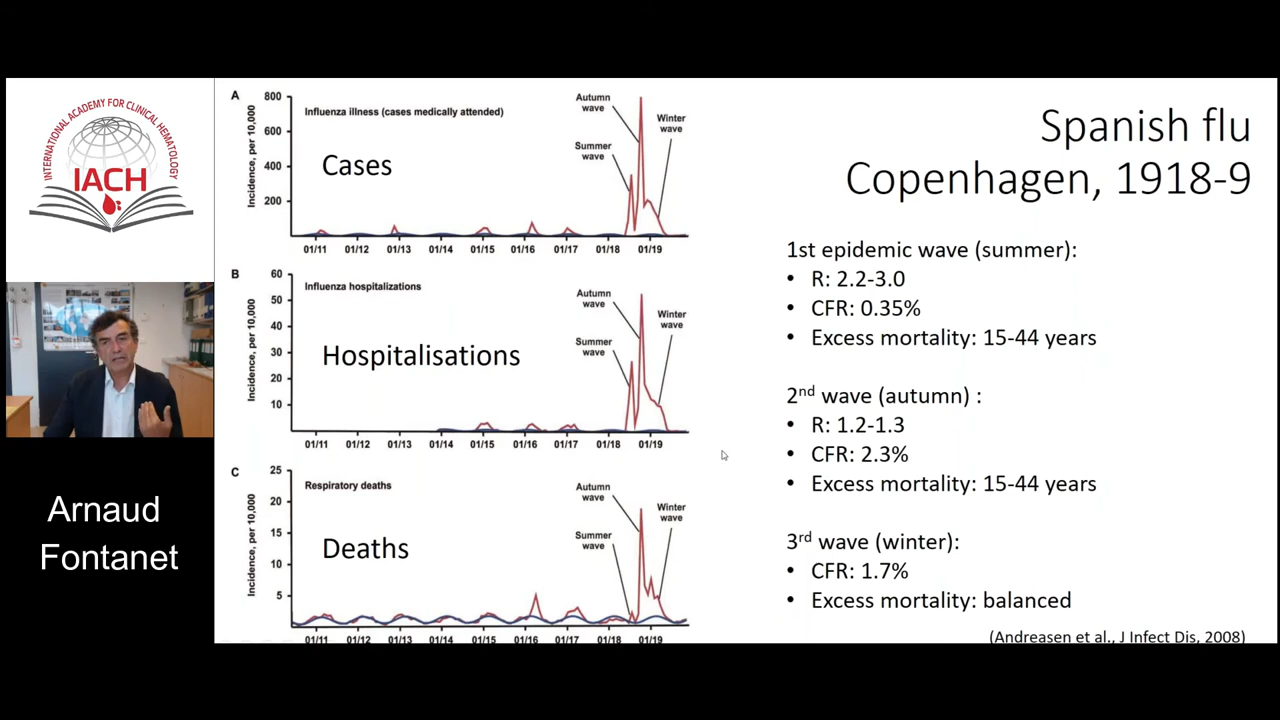 INTERNATIONAL ACADEMY FOR CLINICAL HEMATOLOGY
IACH
Arnaud
Fontanet
A
Influenza illness (cases medically attended)
Cases
Incidence, per 10,000
800
600
400
200
Autumn
wave
Winter
wave
Summer
wave
01/11 01/12 01/13 01/14 01/15 01/16 01/17 01/18 01/19
B
Influenza hospitalizations
Hospitalisations
Incidence, per 10,000
60
50
40
30
20
10
Autumn
wave
Winter
wave
Summer
wave
01/11 01/12 01/13 01/14 01/15 01/16 01/17 01/18 01/19
C
Respiratory deaths
Deaths
Incidence, per 10,000
25
20
15
10
5
Autumn
wave
Winter
wave
Summer
wave
01/11 01/12 01/13 01/14 01/15 01/16 01/17 01/18 01/19
Spanish flu
Copenhagen, 1918-9
1st epidemic wave (summer):
• R: 2.2-3.0
• CFR: 0.35%
• Excess mortality: 15-44 years
2nd wave (autumn) :
• R: 1.2-1.3
• CFR: 2.3%
• Excess mortality: 15-44 years
3rd wave (winter):
• CFR: 1.7%
• Excess mortality: balanced
(Andreasen et al., J Infect Dis, 2008)